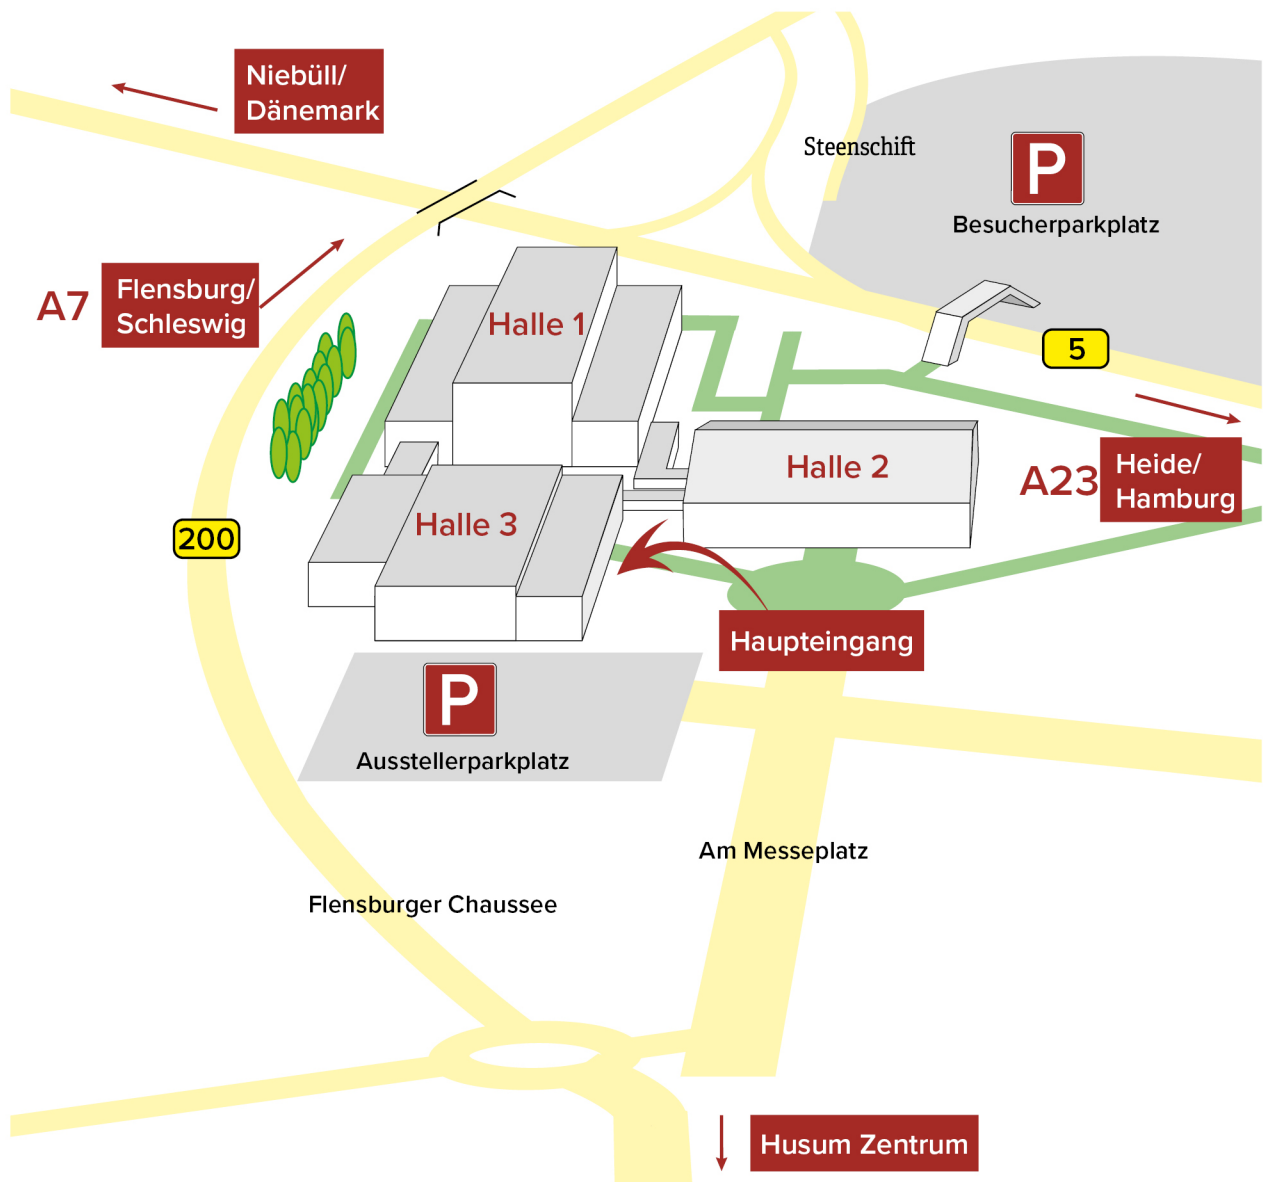 Niebüll/
Dänemark
Steenschift
P
Besucherparkplatz
A7
Flensburg/
Schleswig
Halle 1
5
Halle 2
A23
Heide/
Hamburg
Halle 3
200
Haupteingang
P
Ausstellerparkplatz
Am Messeplatz
Flensburger Chaussee
Husum Zentrum